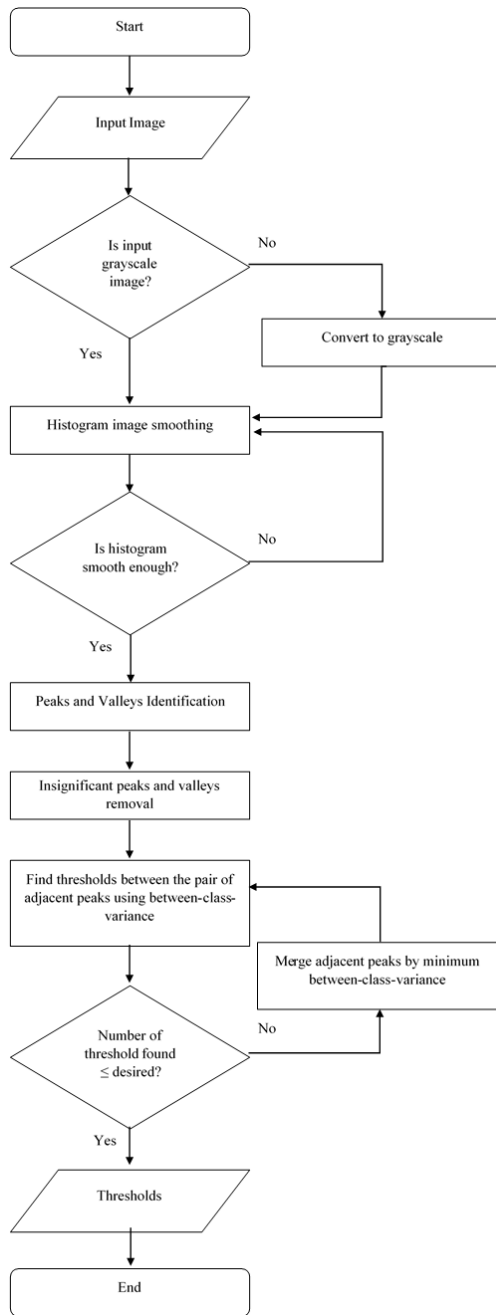 Start
Input Image
Is input
grayscale
image?
No
Convert to grayscale
Yes
Histogram image smoothing
Is histogram
smooth enough?
No
Yes
Peaks and Valleys Identification
Insignificant peaks and valleys
removal
Find thresholds between the pair of
adjacent peaks using between-class-
variance
Merge adjacent peaks by minimum
between-class-variance
Number of
threshold found
≤ desired?
No
Yes
Thresholds
End